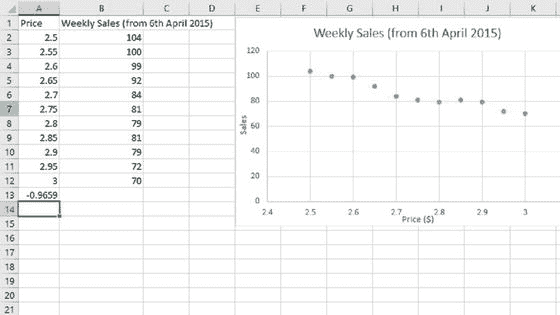 A B C D E F G H I J K
1 Price Weekly Sales (from 6th April 2015)
2 2.5 104
3 2.55 100
4 2.6 99
5 2.65 92
6 2.7 84
7 2.75 81
8 2.8 79
9 2.85 81
10 2.9 79
11 2.95 72
12 3 70
13 -0.9659
14
15
16
17
18
19
20
21
Weekly Sales (from 6th April 2015)
120
100
80
60
40
20
0
Sales
2.4 2.5 2.6 2.7 2.8 2.9 3
Price ($)